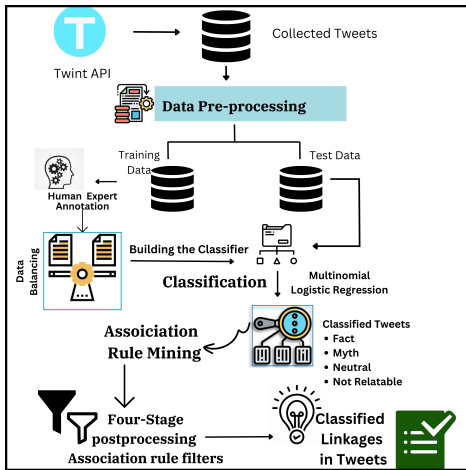 T
Twint API
Collected Tweets
Data Pre-processing
Training
Data
Test Data
Human Expert
Annotation
Data
Balancing
Building the Classifier
Classification
Multinomial
Logistic Regression
Classified Tweets
• Fact
• Myth
• Neutral
• Not Relatable
Assoiciation
Rule Mining
Four-Stage
postprocessing
Association rule filters
Classified
Linkages
in Tweets